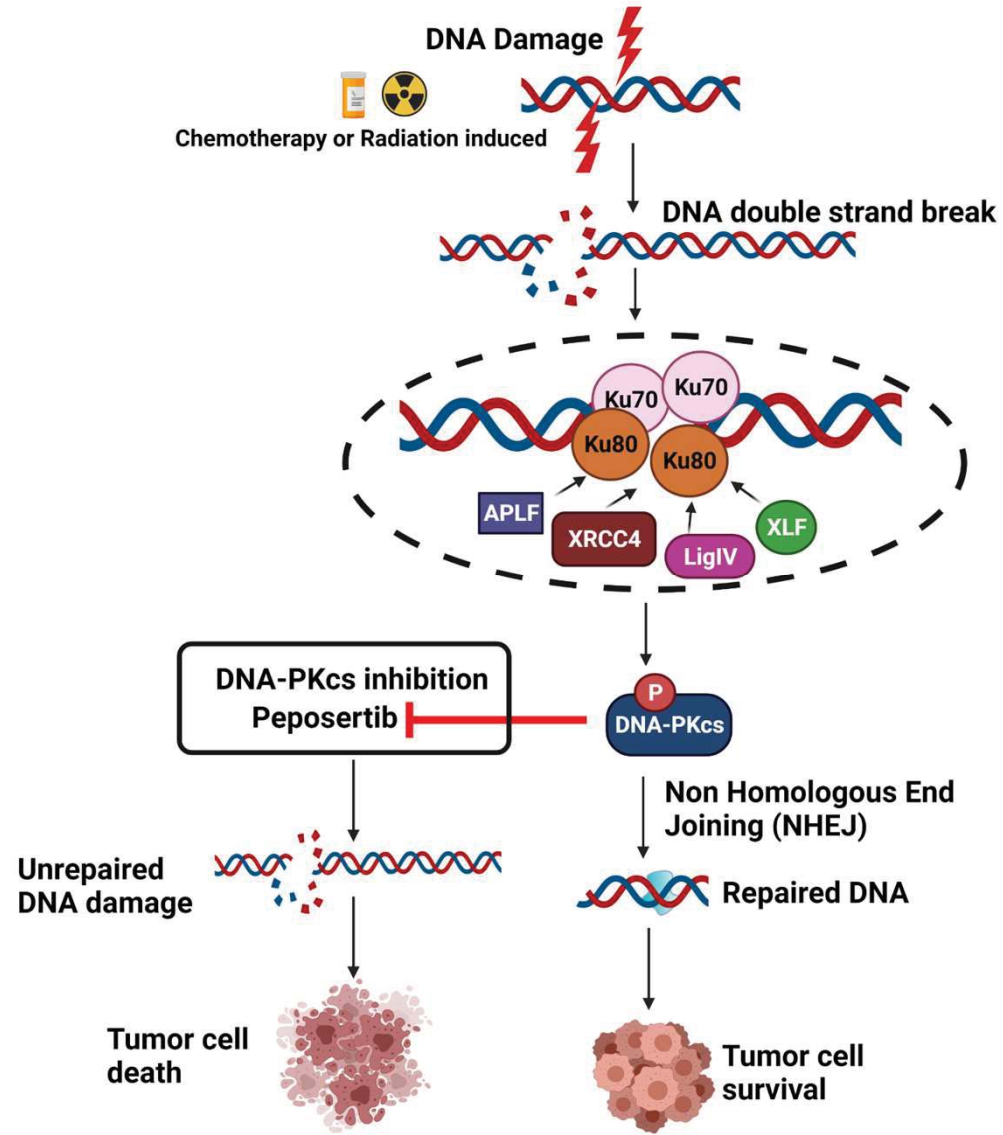 DNA Damage
Chemotherapy or Radiation induced
DNA double strand break
Ku70
Ku70
Ku80
Ku80
APLF
XRCC4
LigIV
XLF
DNA-PKcs inhibition
Peposertib
P
DNA-PKcs
Non Homologous End
Joining (NHEJ)
Unrepaired
DNA damage
Repaired DNA
Tumor cell
death
Tumor cell
survival